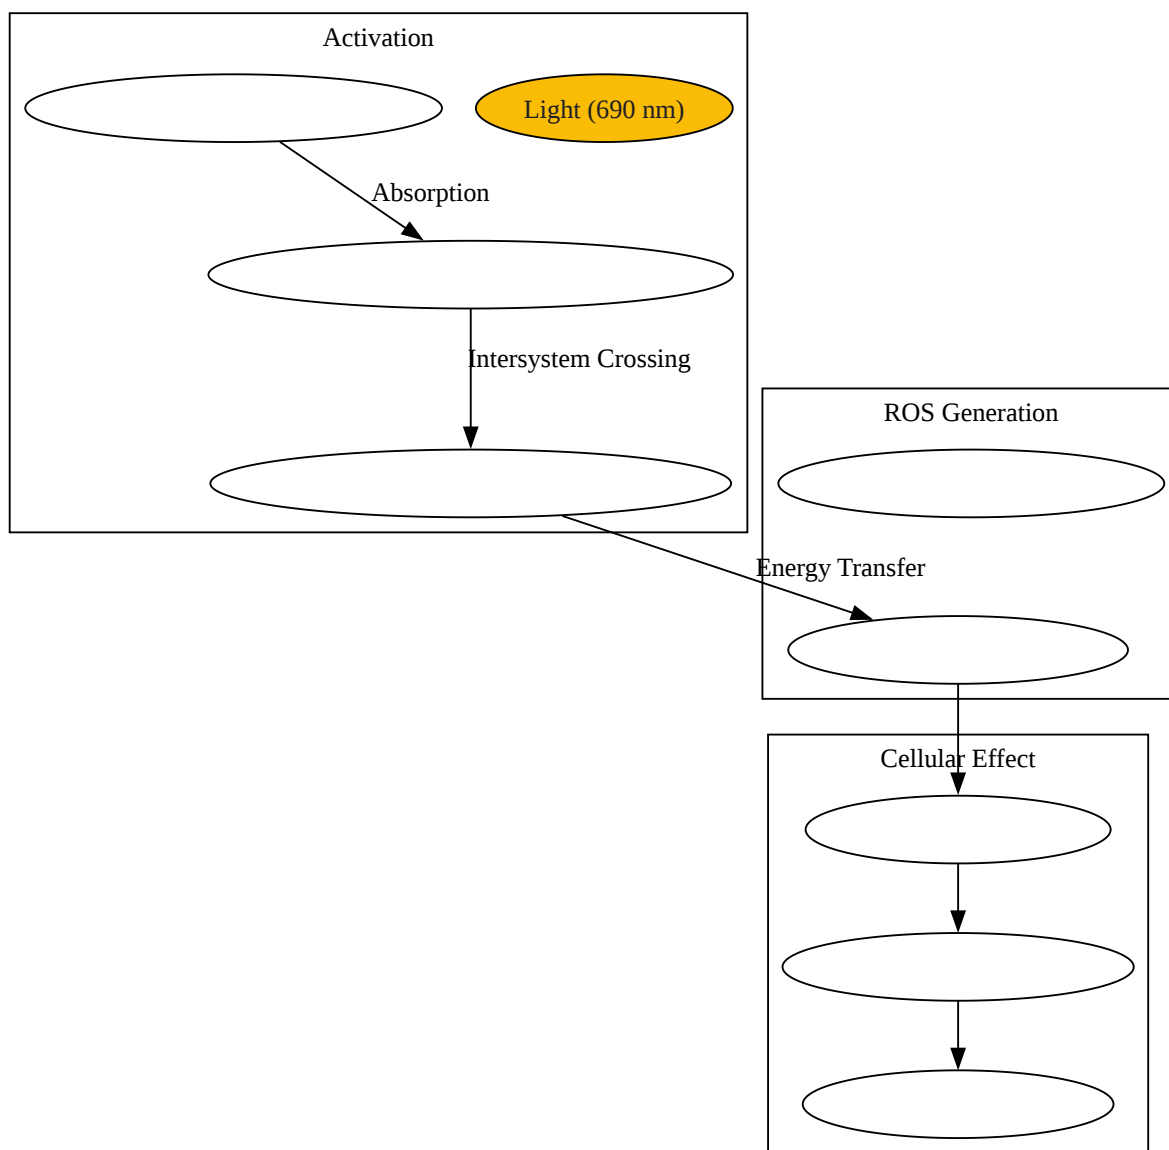 Activation
Light (690 nm)
Absorption
Intersystem Crossing
ROS Generation
Energy Transfer
Cellular Effect